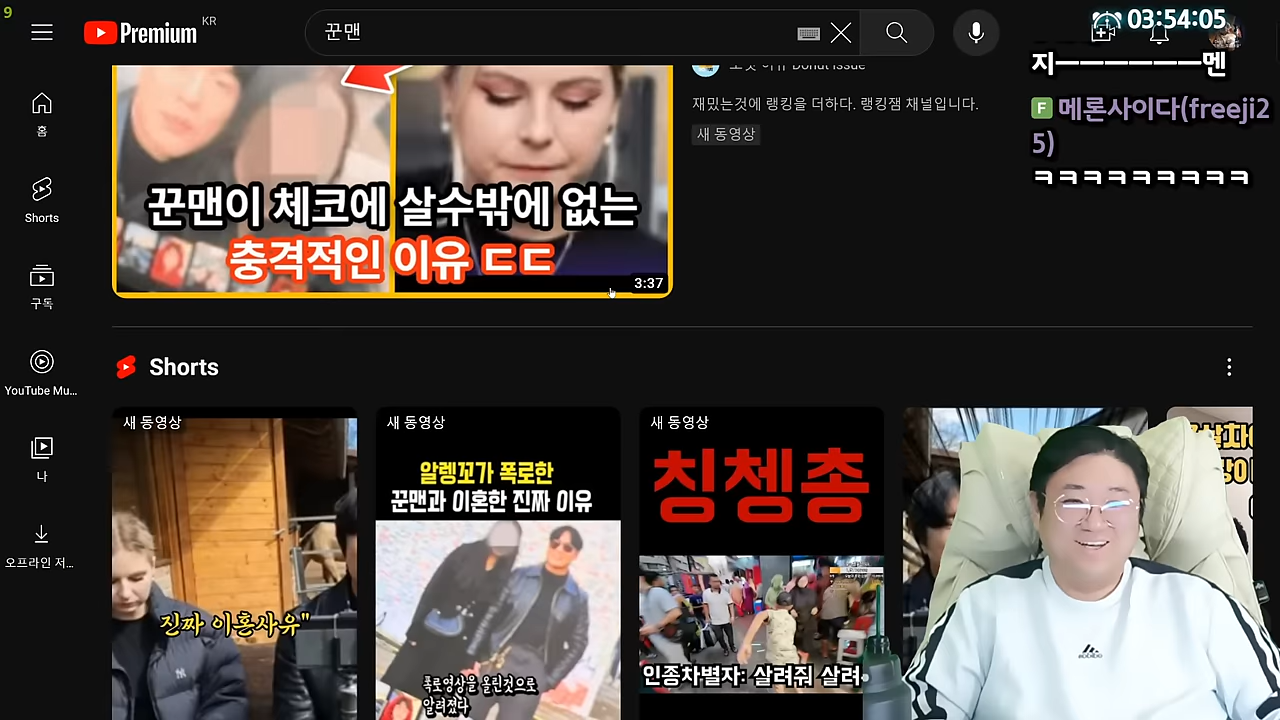 9
Premium KR
꾼맨
03:54:05
지ㅡㅡㅡㅡㅡㅡ멘
F 메론사이다(freeji2
5)
ㅋㅋㅋㅋㅋㅋㅋㅋㅋ
홈
Shorts
구독
YouTube Mu...
나
오프라인 저...
꾼맨이 체코에 살수밖에 없는
충격적인 이유 ㄷㄷ
3:37
도넛 이슈 Donut Issue
재밌는것에 랭킹을 더하다. 랭킹잼 채널입니다.
새 동영상
Shorts
새 동영상
진짜 이혼사유"
새 동영상
알렝꼬가 폭로한
꾼맨과 이혼한 진짜 이유
폭로영상을 올린것으로
알려졌다
새 동영상
칭쳉총
인종차별자: 살려줘 살려